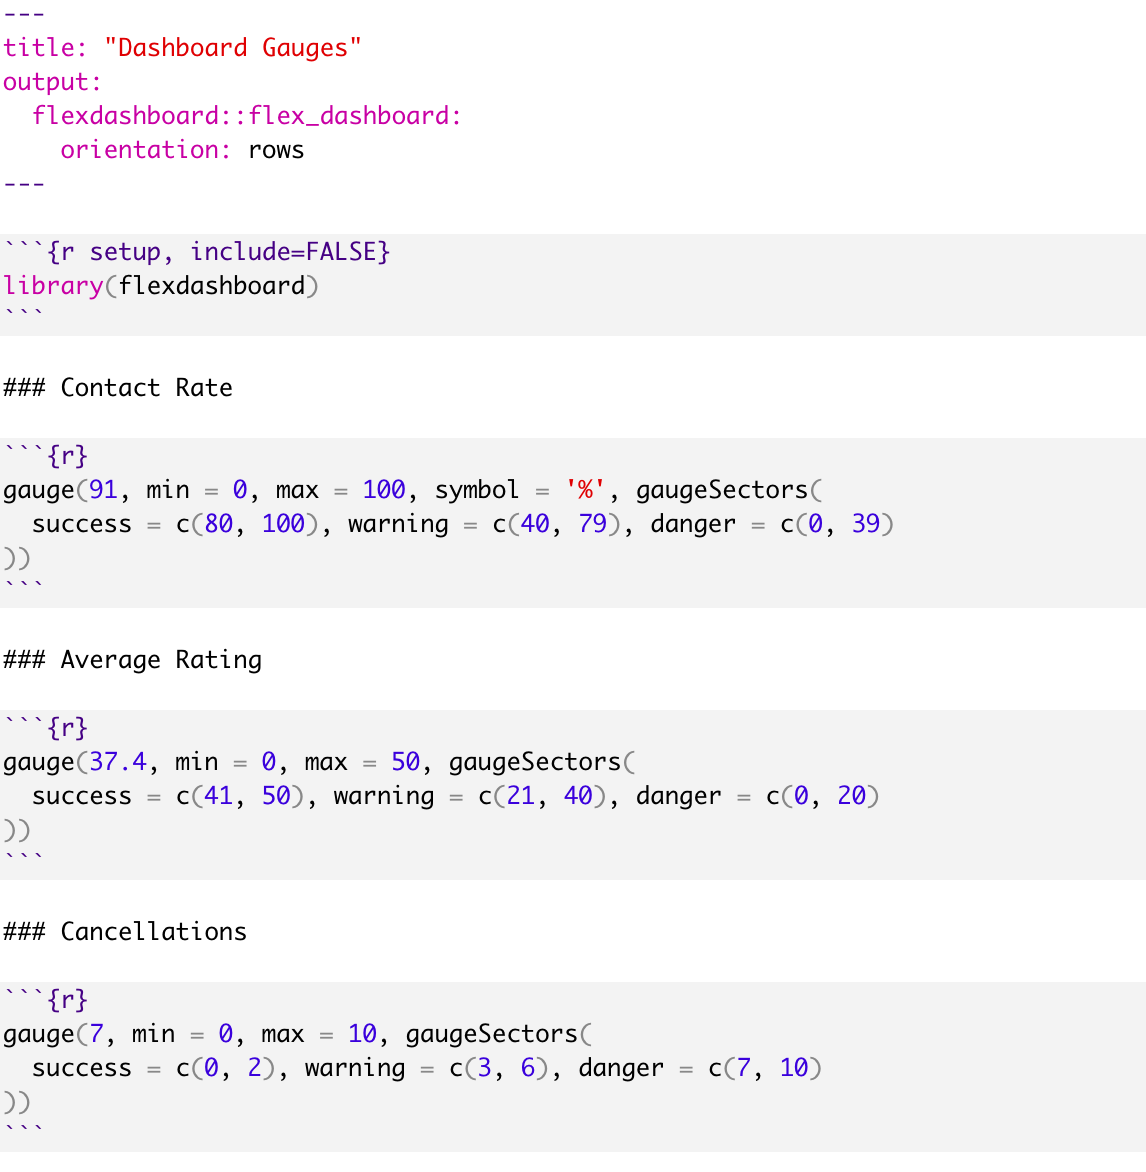 ---
title: "Dashboard Gauges"
output:
  flexdashboard::flex_dashboard:
    orientation: rows
---
```{r setup, include=FALSE}
library(flexdashboard)
```
### Contact Rate
```{r}
gauge(91, min = 0, max = 100, symbol = '%', gaugeSectors(
  success = c(80, 100), warning = c(40, 79), danger = c(0, 39)
))
```
### Average Rating
```{r}
gauge(37.4, min = 0, max = 50, gaugeSectors(
  success = c(41, 50), warning = c(21, 40), danger = c(0, 20)
))
```
### Cancellations
```{r}
gauge(7, min = 0, max = 10, gaugeSectors(
  success = c(0, 2), warning = c(3, 6), danger = c(7, 10)
))
```